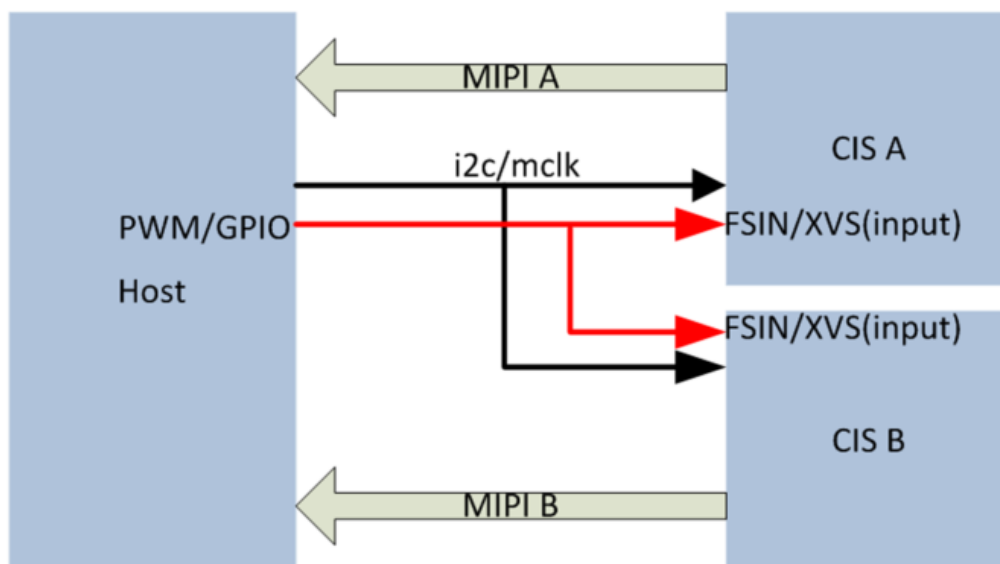 MIPI A
CIS A
i2c/mclk
PWM/GPIO
FSIN/XVS(input)
Host
FSIN/XVS(input)
CIS B
MIPI B